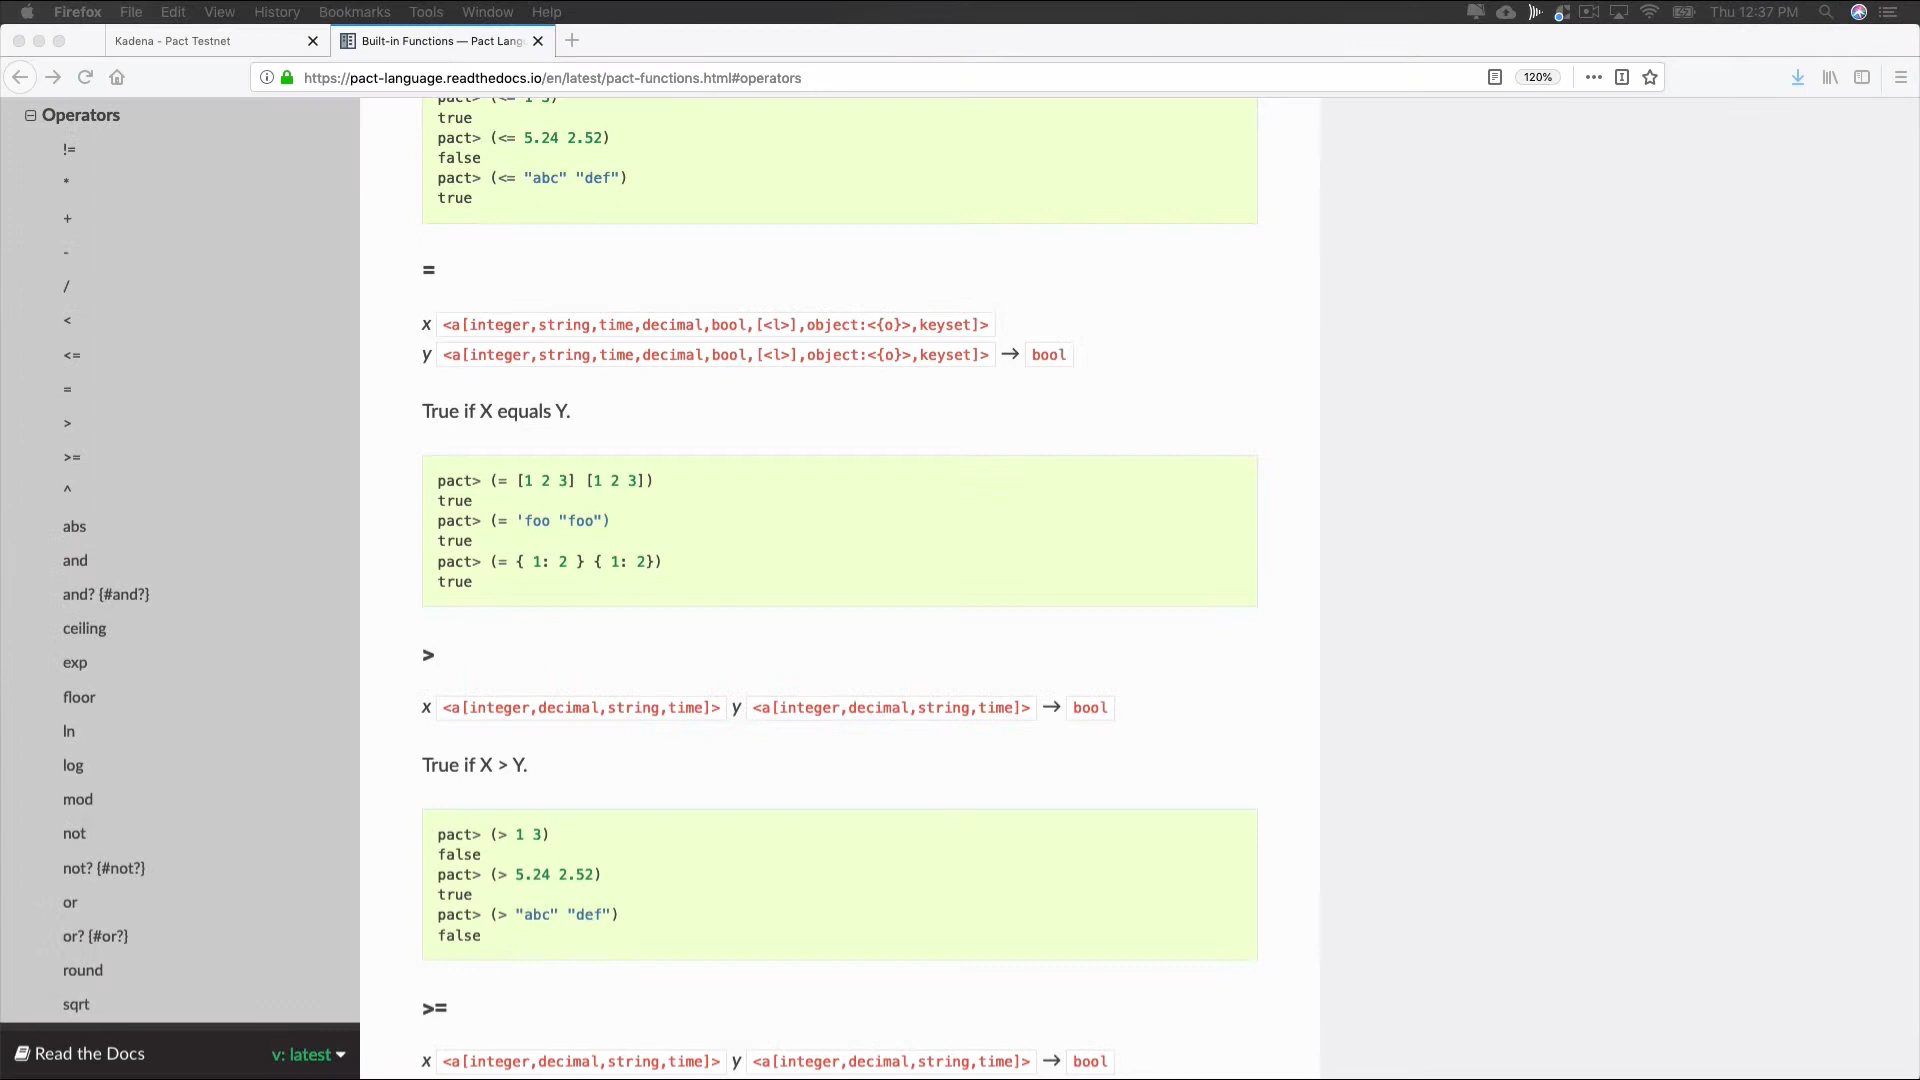 Firefox File Edit View History Bookmarks Tools Window Help Thu 12:37 PM
Kadena - Pact Testnet Built-in Functions — Pact Lang
https://pact-language.readthedocs.io/en/latest/pact-functions.html#operators 120%
Operators
!=
*
+
-
/
<
<=
=
>
>=
^
abs
and
and? {#and?}
ceiling
exp
floor
ln
log
mod
not
not? {#not?}
or
or? {#or?}
round
sqrt
Read the Docs v: latest
pact> (<= 1 3)
true
pact> (<= 5.24 2.52)
false
pact> (<= "abc" "def")
true
=
x <a[integer,string,time,decimal,bool,[<l>],object:<{o}>,keyset]>
y <a[integer,string,time,decimal,bool,[<l>],object:<{o}>,keyset]> → bool
True if X equals Y.
pact> (= [1 2 3] [1 2 3])
true
pact> (= 'foo "foo")
true
pact> (= { 1: 2 } { 1: 2})
true
>
x <a[integer,decimal,string,time]> y <a[integer,decimal,string,time]> → bool
True if X > Y.
pact> (> 1 3)
false
pact> (> 5.24 2.52)
true
pact> (> "abc" "def")
false
>=
x <a[integer,decimal,string,time]> y <a[integer,decimal,string,time]> → bool